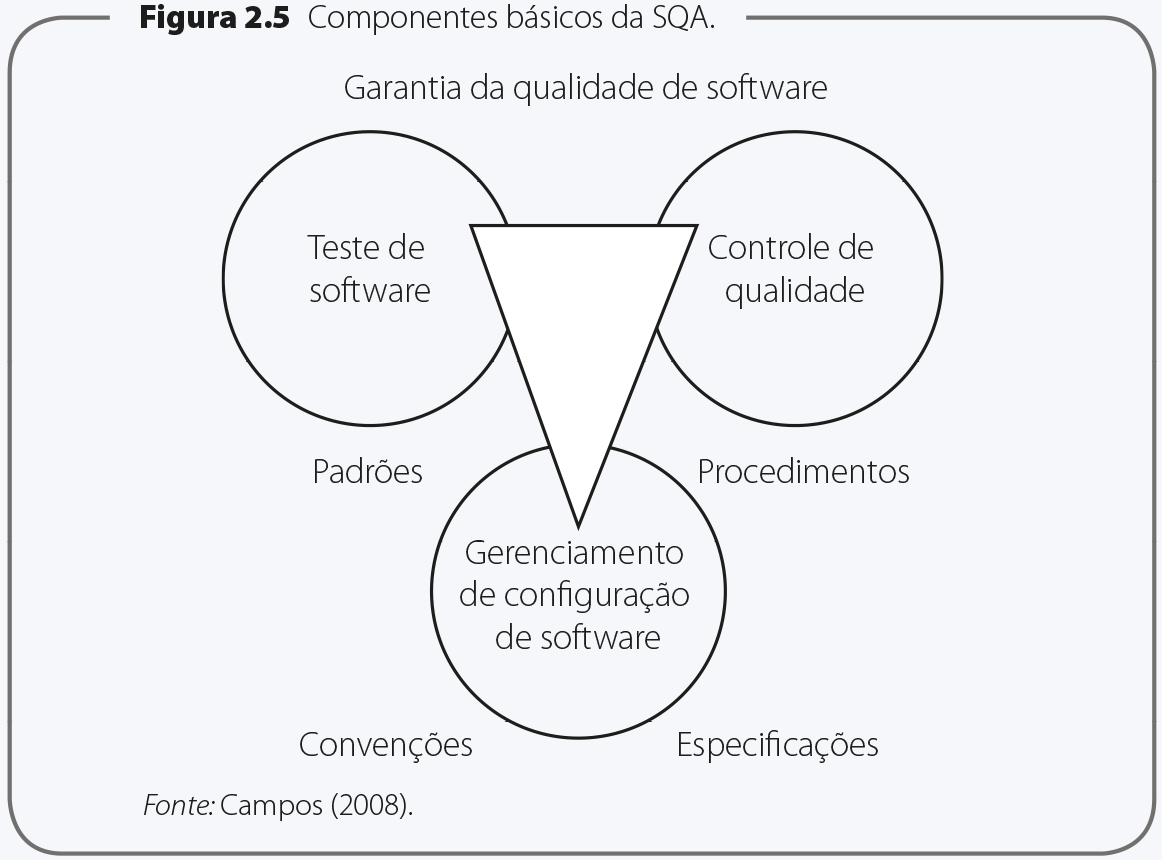 Figura 2.5 Componentes básicos da SQA.
Garantia da qualidade de software
Teste de
software
Controle de
qualidade
Padrões
Procedimentos
Gerenciamento
de configuração
de software
Convenções
Especificações
Fonte: Campos (2008).